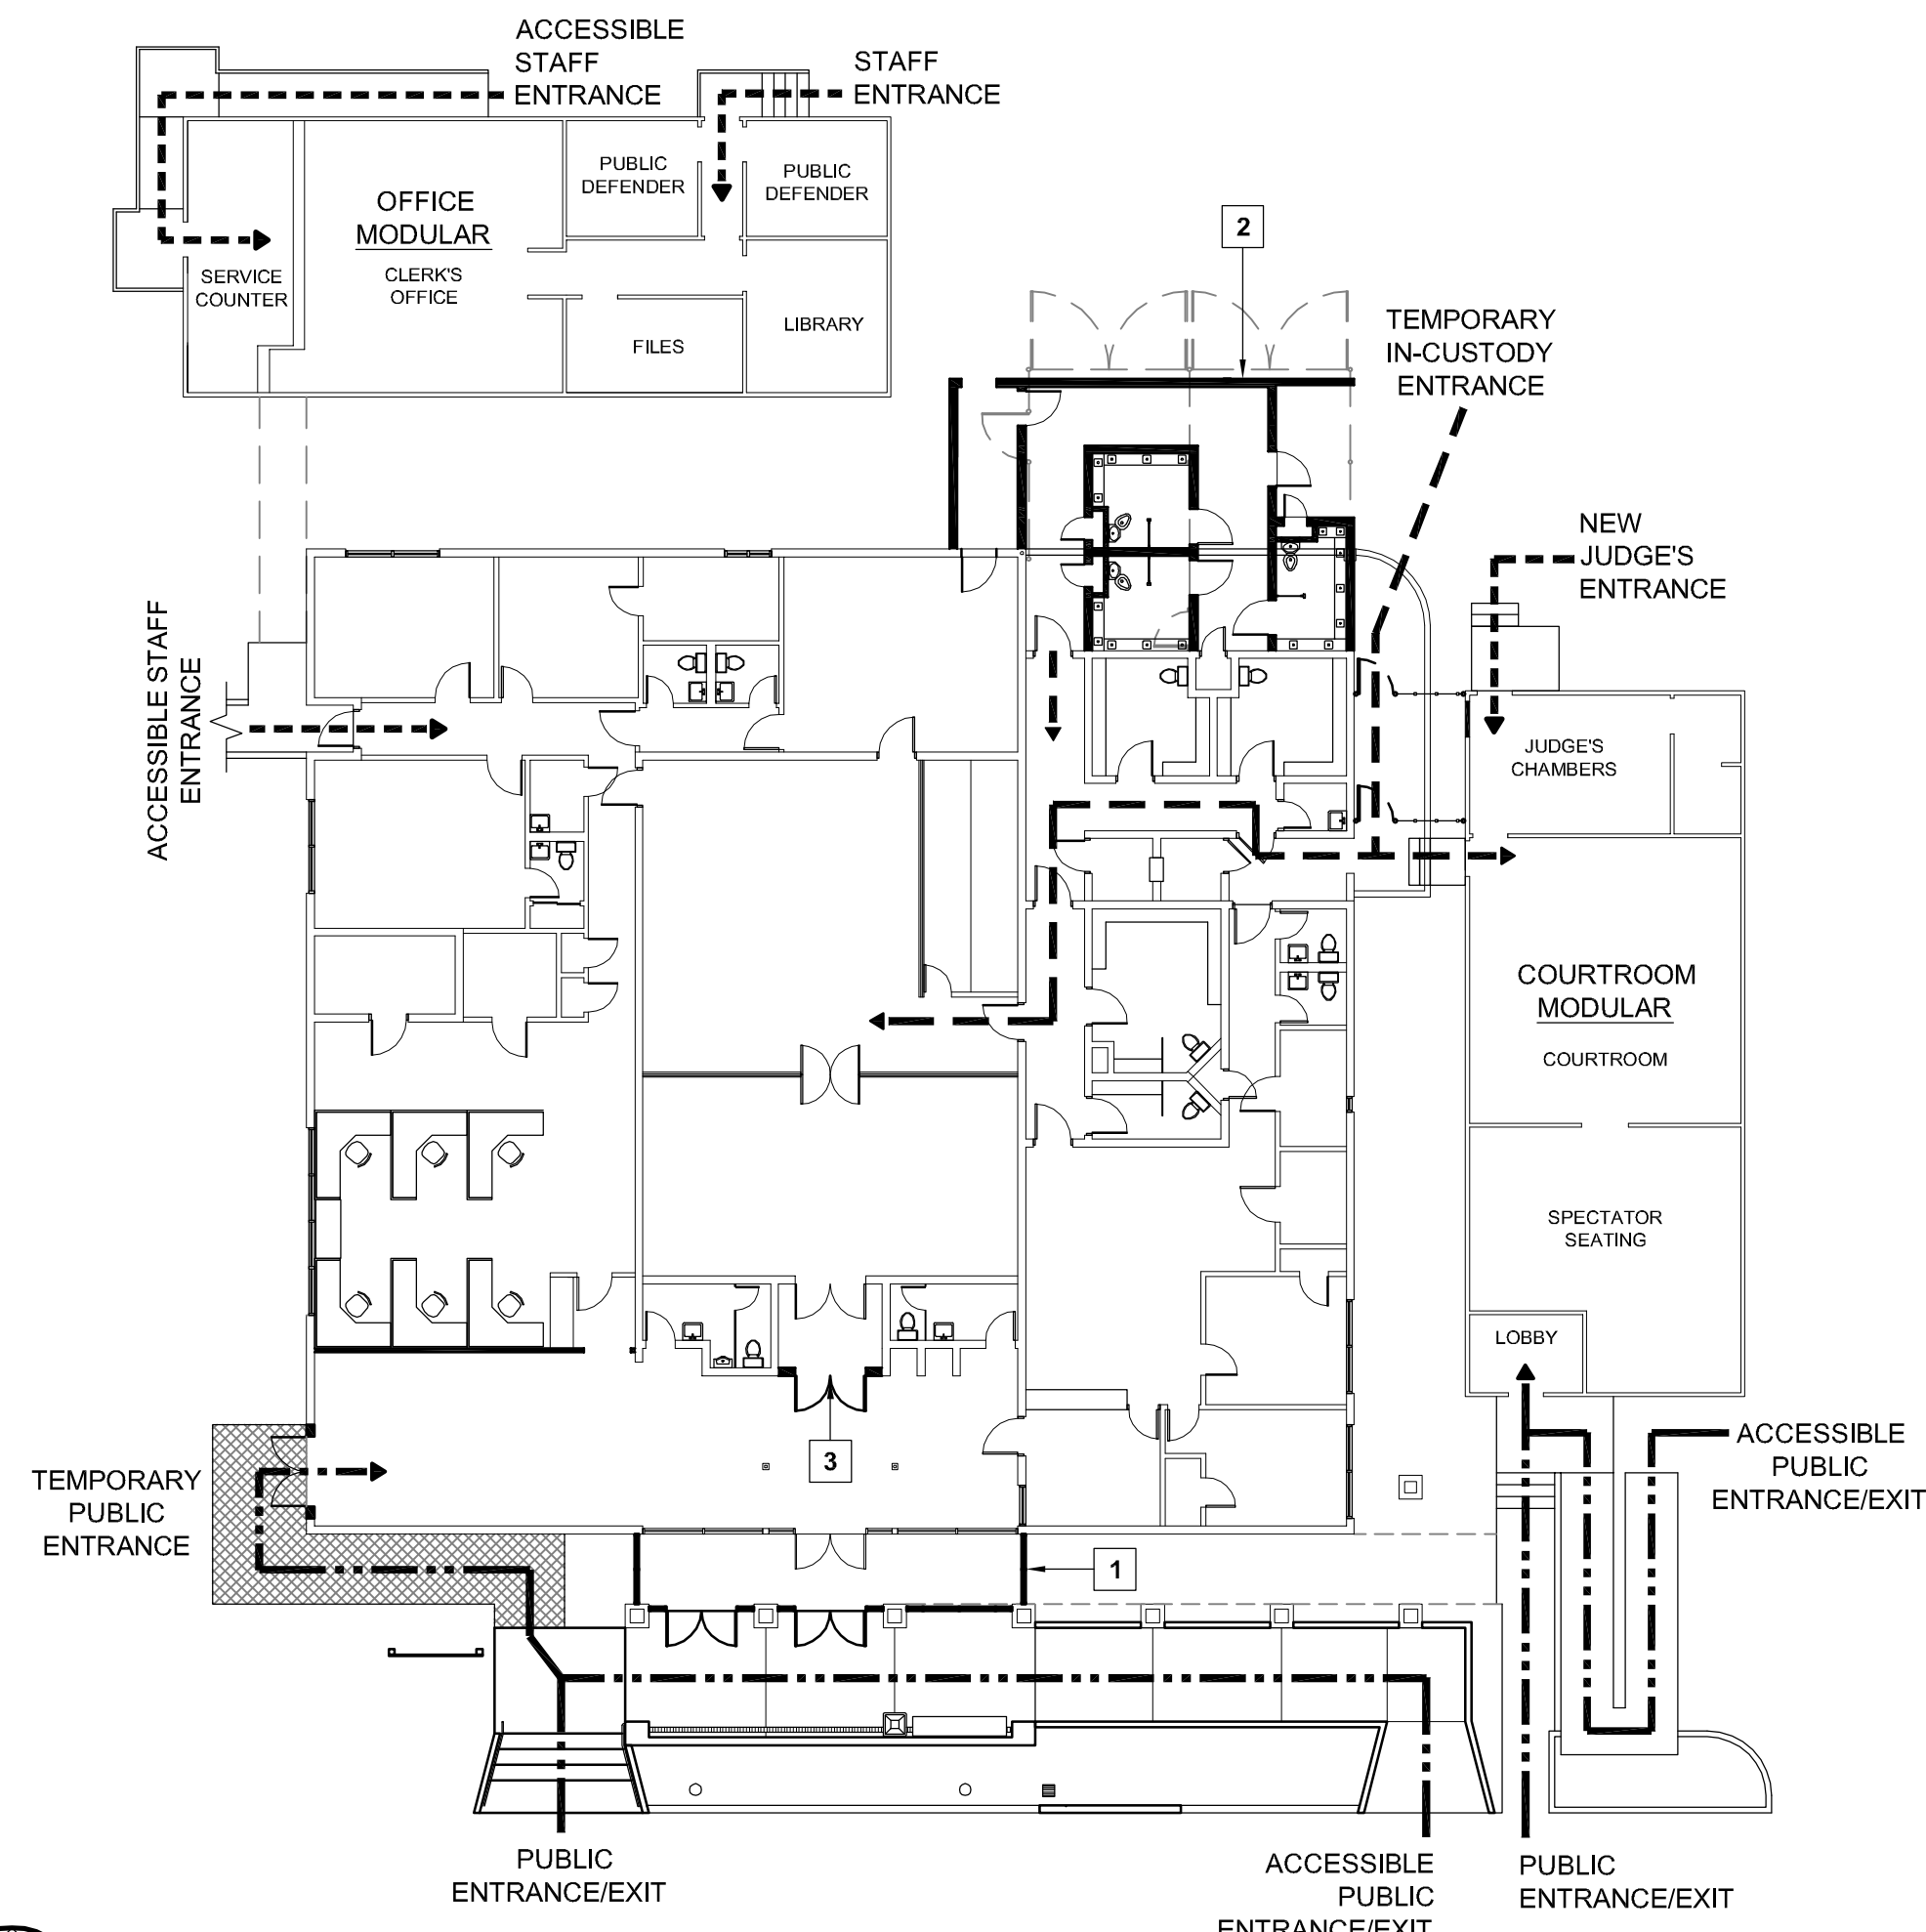 ACCESSIBLE
STAFF
ENTRANCE
STAFF
ENTRANCE
PUBLIC
DEFENDER
PUBLIC
DEFENDER
OFFICE
MODULAR
CLERK'S
OFFICE
SERVICE
COUNTER
FILES
LIBRARY
2
TEMPORARY
IN-CUSTODY
ENTRANCE
NEW
JUDGE'S
ENTRANCE
ACCESSIBLE STAFF
ENTRANCE
JUDGE'S
CHAMBERS
COURTROOM
MODULAR
COURTROOM
SPECTATOR
SEATING
LOBBY
3
TEMPORARY
PUBLIC
ENTRANCE
ACCESSIBLE
PUBLIC
ENTRANCE/EXIT
1
PUBLIC
ENTRANCE/EXIT
ACCESSIBLE
PUBLIC
ENTRANCE/EXIT
PUBLIC
ENTRANCE/EXIT